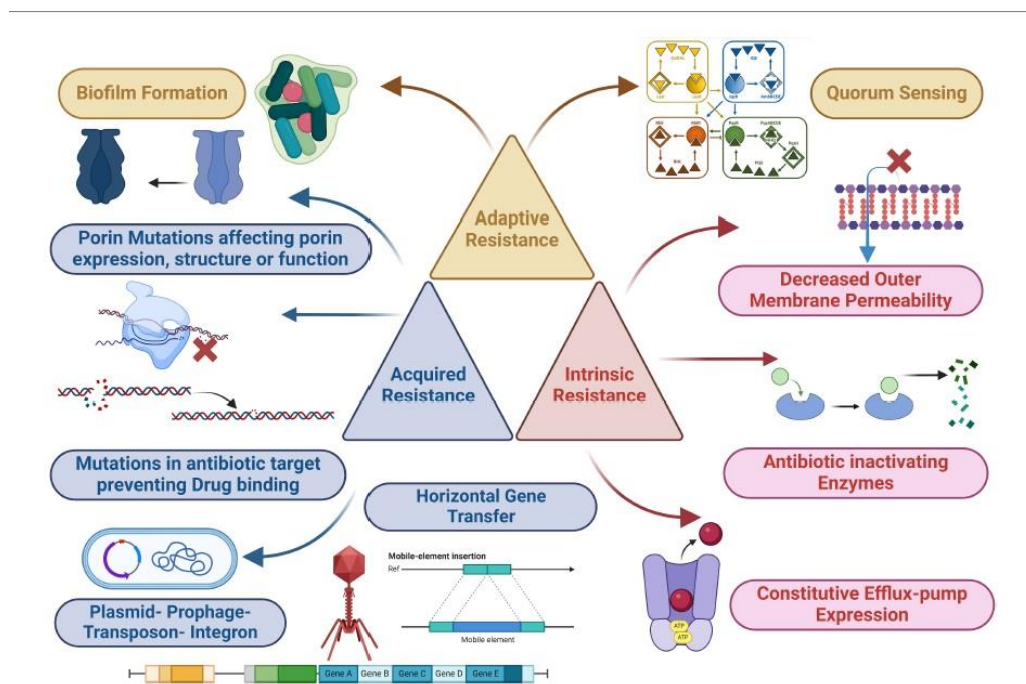 Biofilm Formation
Quorum Sensing
Adaptive
Resistance
Porin Mutations affecting porin
expression, structure or function
Decreased Outer
Membrane Permeability
Acquired
Resistance
Intrinsic
Resistance
Mutations in antibiotic target
preventing Drug binding
Antibiotic inactivating
Enzymes
Horizontal Gene
Transfer
Mobile-element insertion
Ref
Mobile element
Plasmid- Prophage-
Transposon- Integron
ATP
ATP
Constitutive Efflux-pump
Expression
Gene A
Gene B
Gene C
Gene D
Gene E